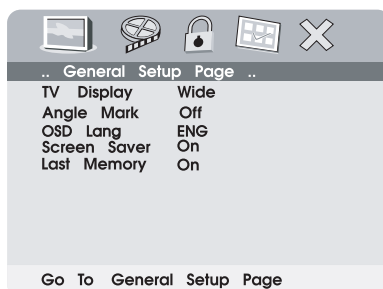 .. General Setup Page ..
TV Display Wide
Angle Mark Off
OSD Lang ENG
Screen Saver On
Last Memory On
Go To General Setup Page